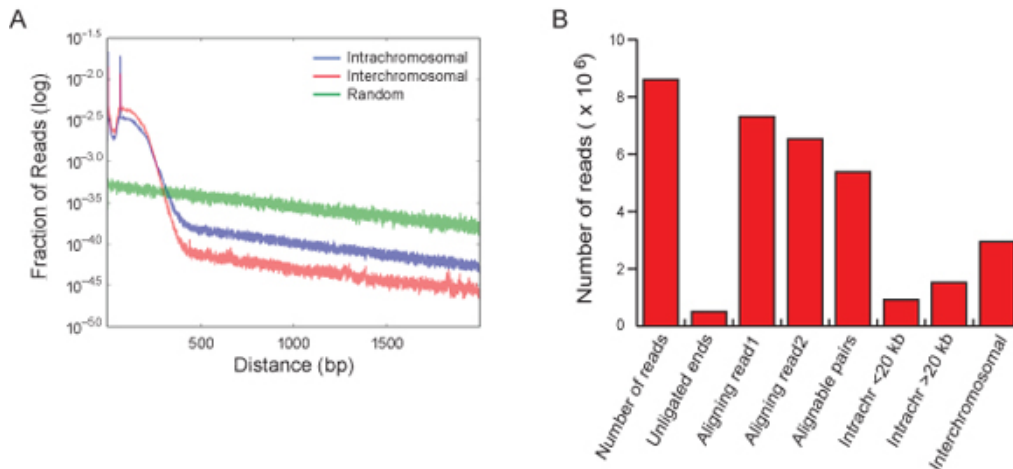 A
Fraction of Reads (log)
10−1.5
10−2.0
10−2.5
10−3.0
10−3.5
10−4.0
10−4.5
10−5.0
Intrachromosomal
Interchromosomal
Random
500
1000
1500
Distance (bp)
B
Number of reads ( x 10⁶)
10
8
6
4
2
0
Number of reads
Unligated ends
Aligning read1
Aligning read2
Alignable pairs
Intrachr <20 kb
Intrachr >20 kb
Interchromosomal